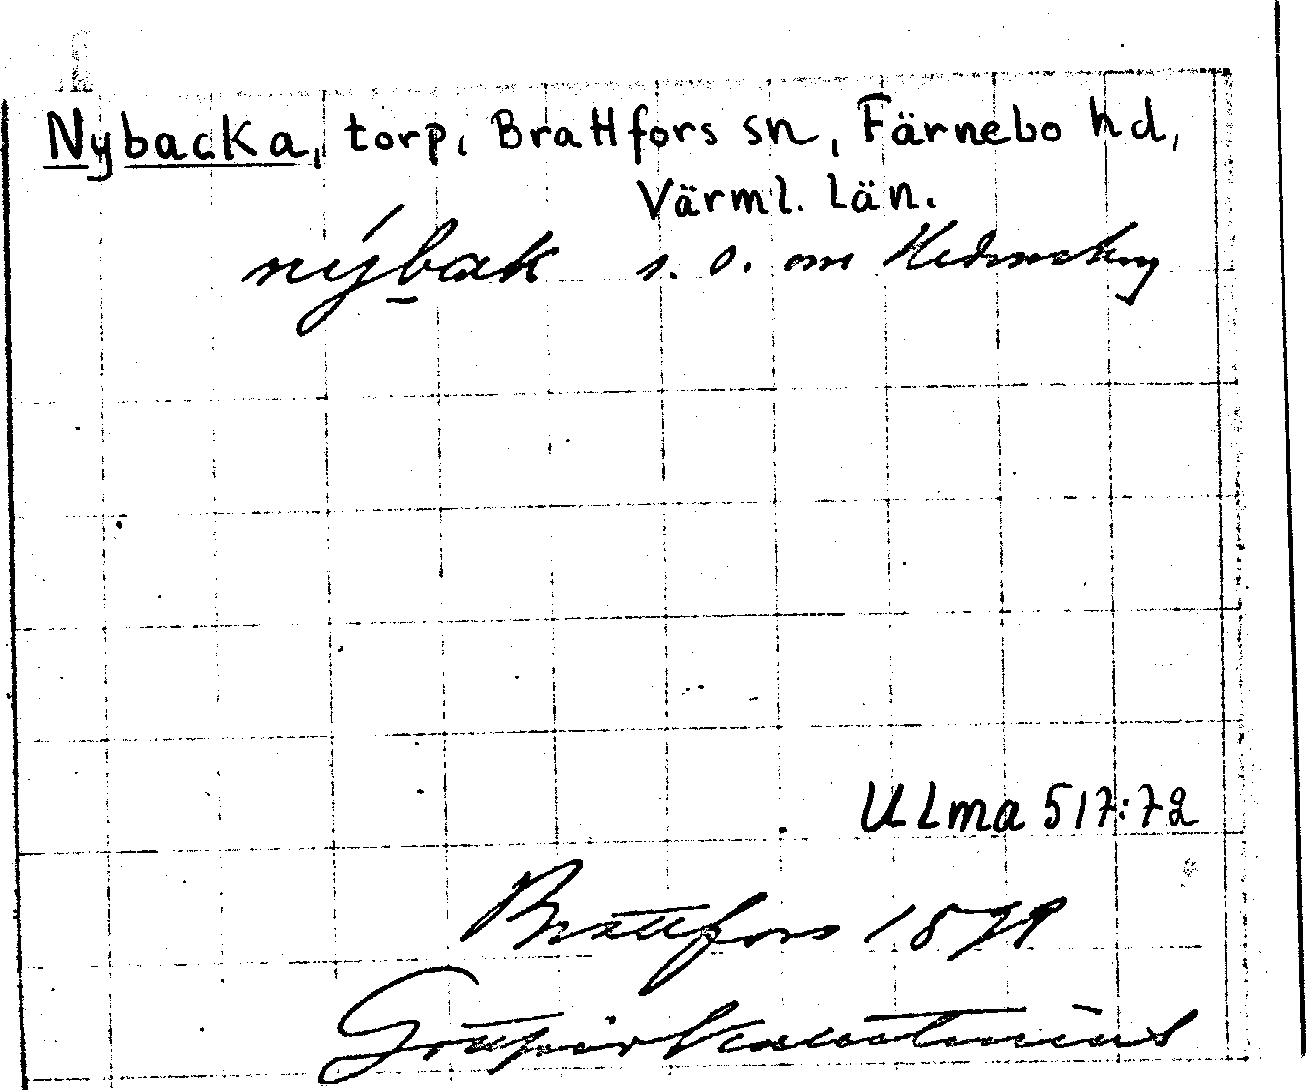 Nybacka, torp, Brattfors sn, Färnebo hd,
Värml. län.
nýbak s. o. om
ULma 517:72
Brattfors 1879